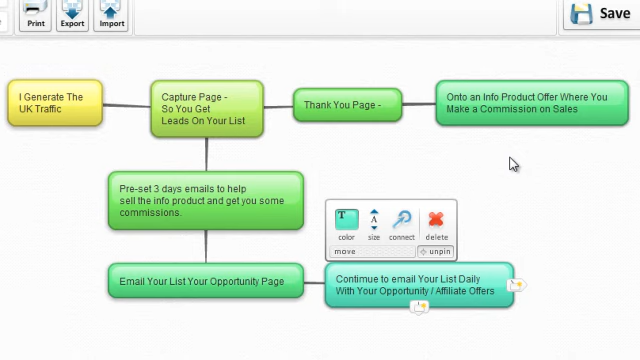 Print
Export
Import
Save
I Generate The
UK Traffic
Capture Page -
So You Get
Leads On Your List
Thank You Page -
Onto an Info Product Offer Where You
Make a Commission on Sales
Pre-set 3 days emails to help
sell the info product and get you some
commissions.
T
A
color
size
connect
delete
move
unpin
Email Your List Your Opportunity Page
Continue to email Your List Daily
With Your Opportunity / Affiliate Offers